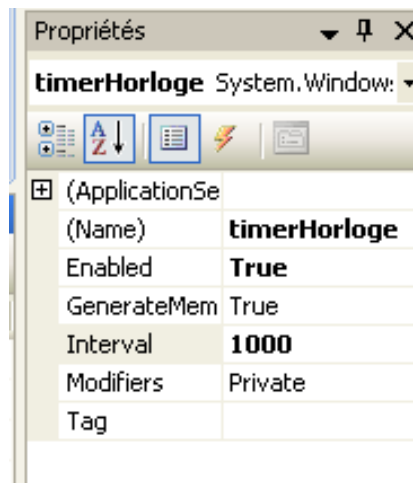 Propriétés
timerHorloge System.Window
(ApplicationSe
(Name) timerHorloge
Enabled True
GenerateMem True
Interval 1000
Modifiers Private
Tag